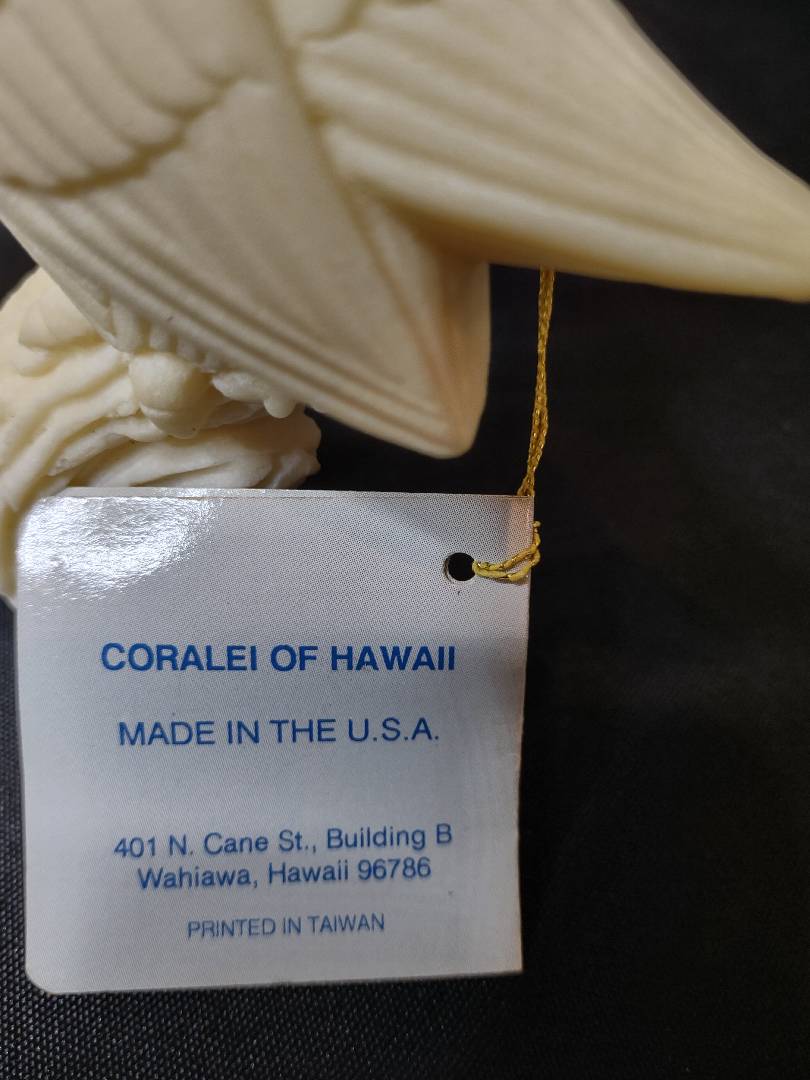 CORALEI OF HAWAII
MADE IN THE U.S.A.
401 N. Cane St., Building B
Wahiawa, Hawaii 96786
PRINTED IN TAIWAN